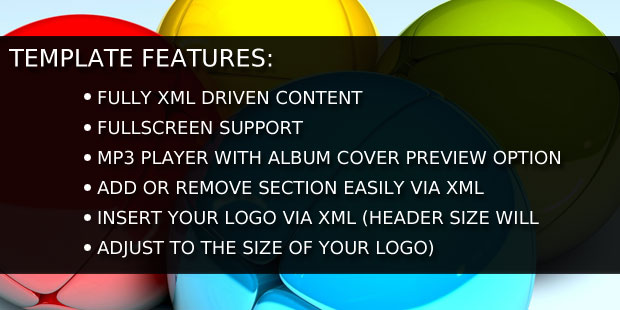 TEMPLATE FEATURES:
• FULLY XML DRIVEN CONTENT
• FULLSCREEN SUPPORT
• MP3 PLAYER WITH ALBUM COVER PREVIEW OPTION
• ADD OR REMOVE SECTION EASILY VIA XML
• INSERT YOUR LOGO VIA XML (HEADER SIZE WILL
• ADJUST TO THE SIZE OF YOUR LOGO)